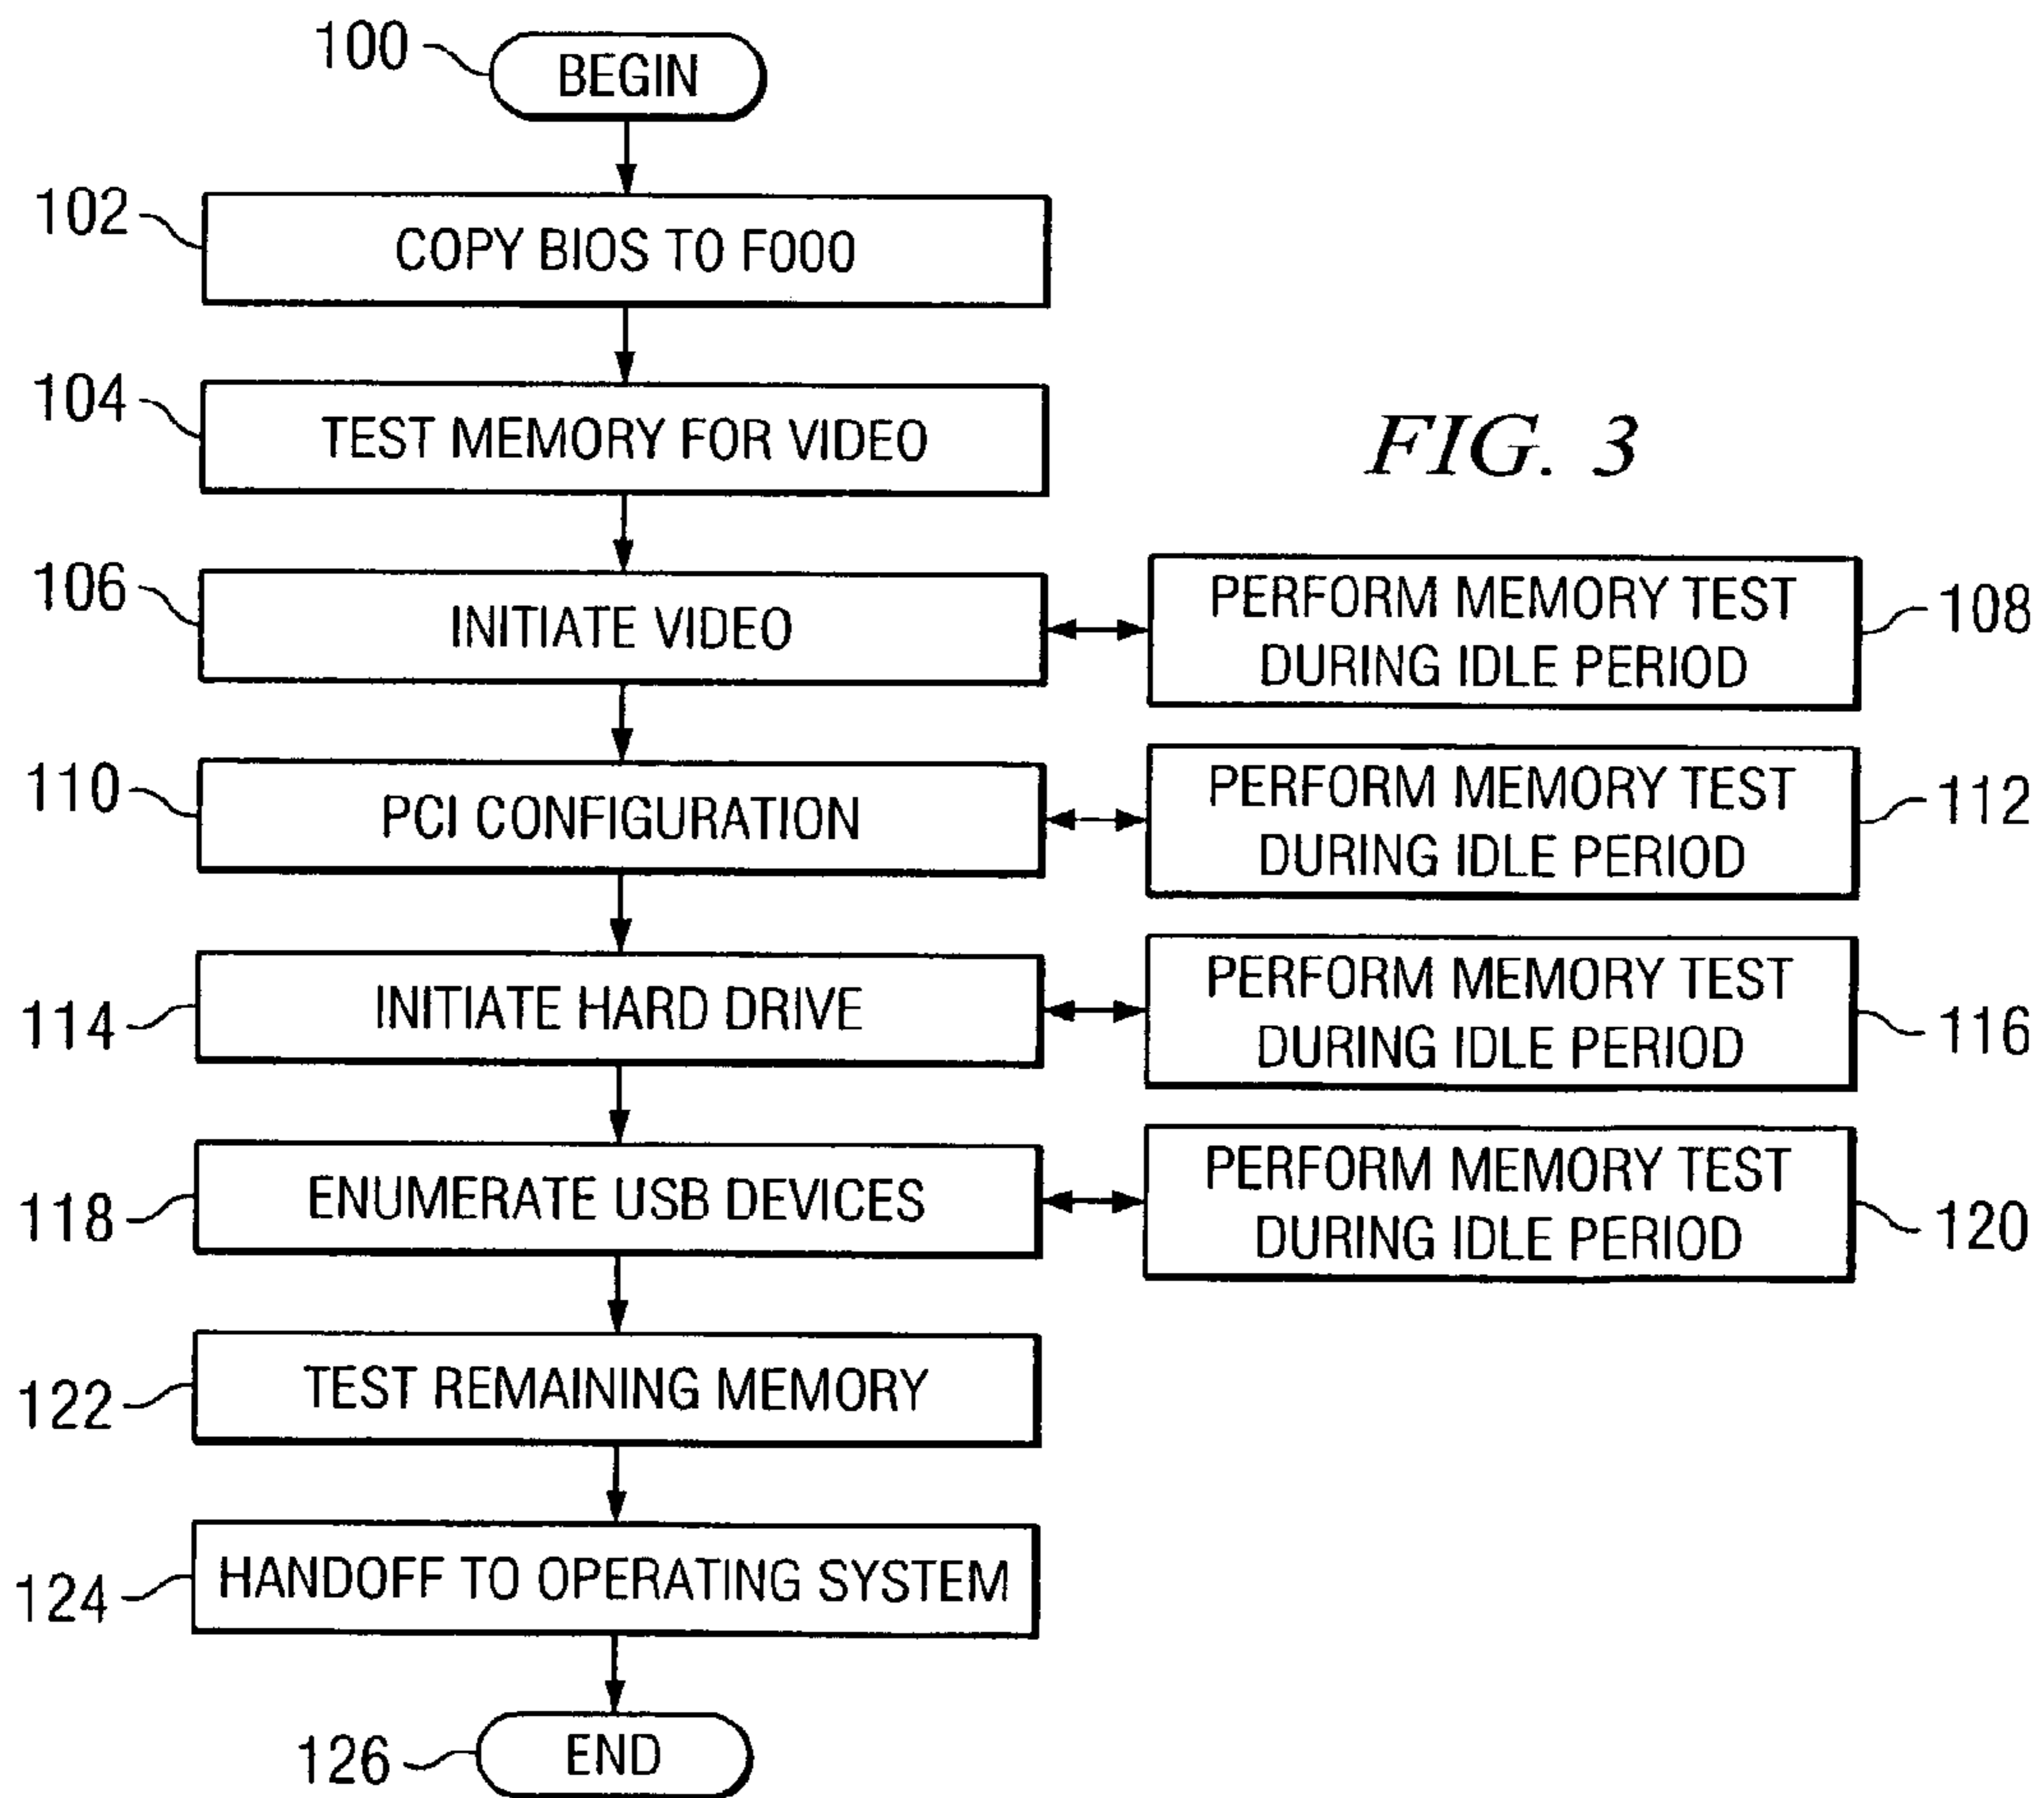 100
BEGIN
102
COPY BIOS TO F000
104
TEST MEMORY FOR VIDEO
FIG. 3
106
INITIATE VIDEO
PERFORM MEMORY TEST
DURING IDLE PERIOD
108
110
PCI CONFIGURATION
PERFORM MEMORY TEST
DURING IDLE PERIOD
112
114
INITIATE HARD DRIVE
PERFORM MEMORY TEST
DURING IDLE PERIOD
116
118
ENUMERATE USB DEVICES
PERFORM MEMORY TEST
DURING IDLE PERIOD
120
122
TEST REMAINING MEMORY
124
HANDOFF TO OPERATING SYSTEM
126
END